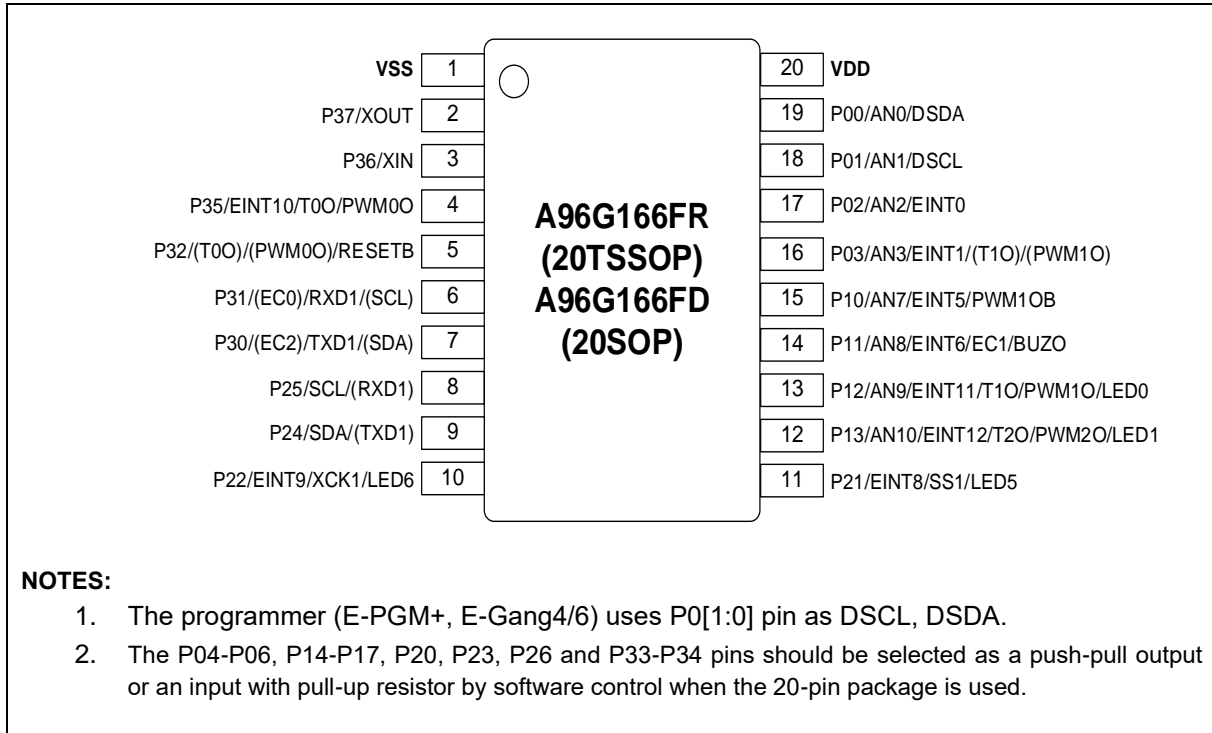 VSS 1
P37/XOUT 2
P36/XIN 3
P35/EINT10/T0O/PWM0O 4
P32/(T0O)/(PWM0O)/RESETB 5
P31/(EC0)/RXD1/(SCL) 6
P30/(EC2)/TXD1/(SDA) 7
P25/SCL/(RXD1) 8
P24/SDA/(TXD1) 9
P22/EINT9/XCK1/LED6 10
A96G166FR
(20TSSOP)
A96G166FD
(20SOP)
20 VDD
19 P00/AN0/DSDA
18 P01/AN1/DSCL
17 P02/AN2/EINT0
16 P03/AN3/EINT1/(T1O)/(PWM1O)
15 P10/AN7/EINT5/PWM1OB
14 P11/AN8/EINT6/EC1/BUZO
13 P12/AN9/EINT11/T1O/PWM1O/LED0
12 P13/AN10/EINT12/T2O/PWM2O/LED1
11 P21/EINT8/SS1/LED5
NOTES:
1. The programmer (E-PGM+, E-Gang4/6) uses P0[1:0] pin as DSCL, DSDA.
2. The P04-P06, P14-P17, P20, P23, P26 and P33-P34 pins should be selected as a push-pull output
or an input with pull-up resistor by software control when the 20-pin package is used.